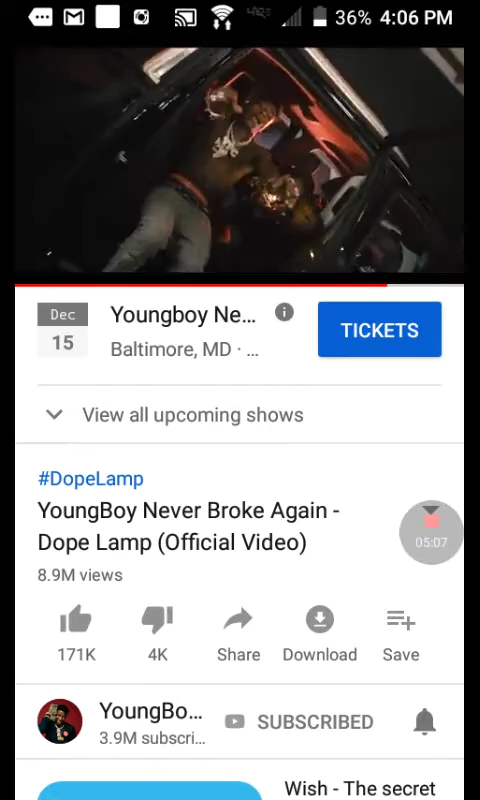 36% 4:06 PM
Dec
15
Youngboy Ne...
Baltimore, MD · ...
TICKETS
View all upcoming shows
#DopeLamp
YoungBoy Never Broke Again -
Dope Lamp (Official Video)
8.9M views
05:07
171K
4K
Share
Download
Save
YoungBo...
3.9M subscri...
SUBSCRIBED
Wish - The secret